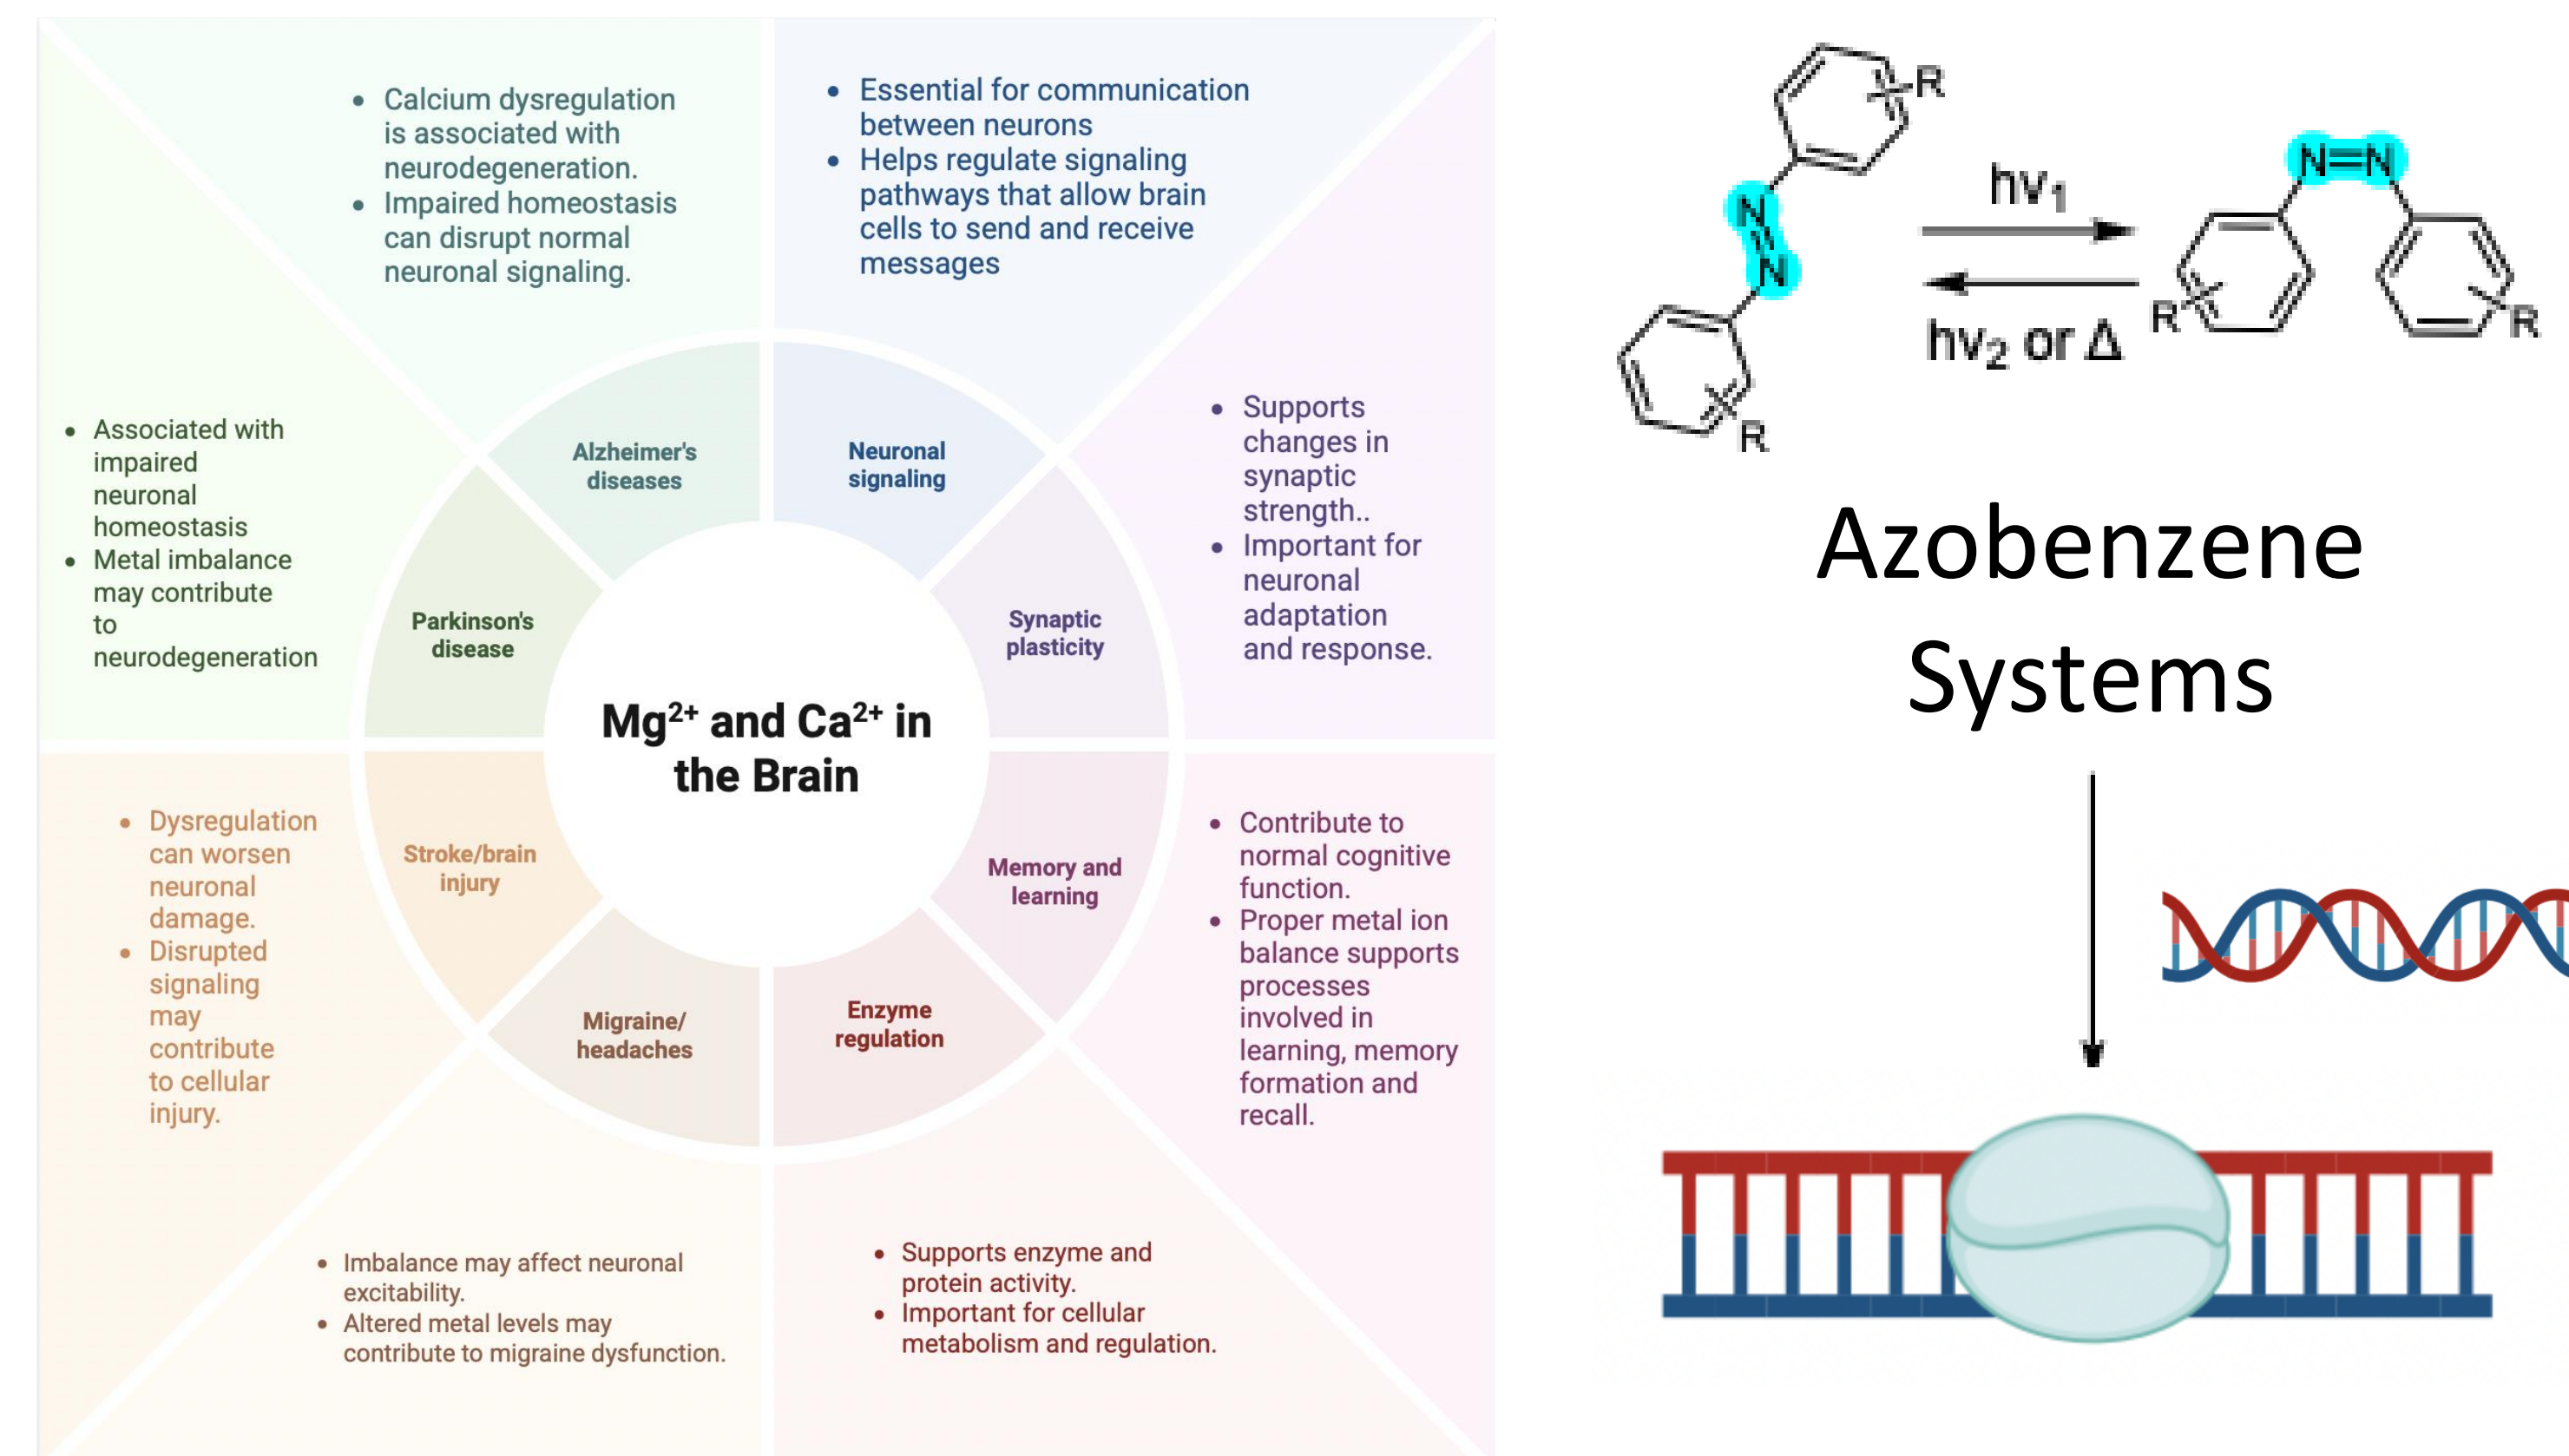 • Calcium dysregulation
is associated with
neurodegeneration.
• Impaired homeostasis
can disrupt normal
neuronal signaling.
• Essential for communication
between neurons
• Helps regulate signaling
pathways that allow brain
cells to send and receive
messages
• Associated with
impaired
neuronal
homeostasis
• Metal imbalance
may contribute
to
neurodegeneration
Alzheimer's
diseases
Neuronal
signaling
• Supports
changes in
synaptic
strength..
• Important for
neuronal
adaptation
and response.
Parkinson's
disease
Synaptic
plasticity
Mg²⁺ and Ca²⁺ in
the Brain
• Dysregulation
can worsen
neuronal
damage.
• Disrupted
signaling
may
contribute
to cellular
injury.
Stroke/brain
injury
Memory and
learning
• Contribute to
normal cognitive
function.
• Proper metal ion
balance supports
processes
involved in
learning, memory
formation and
recall.
Migraine/
headaches
Enzyme
regulation
• Imbalance may affect neuronal
excitability.
• Altered metal levels may
contribute to migraine dysfunction.
• Supports enzyme and
protein activity.
• Important for cellular
metabolism and regulation.
R
N
N
R
hv₁
hv₂ or Δ
N=N
R
R
Azobenzene
Systems